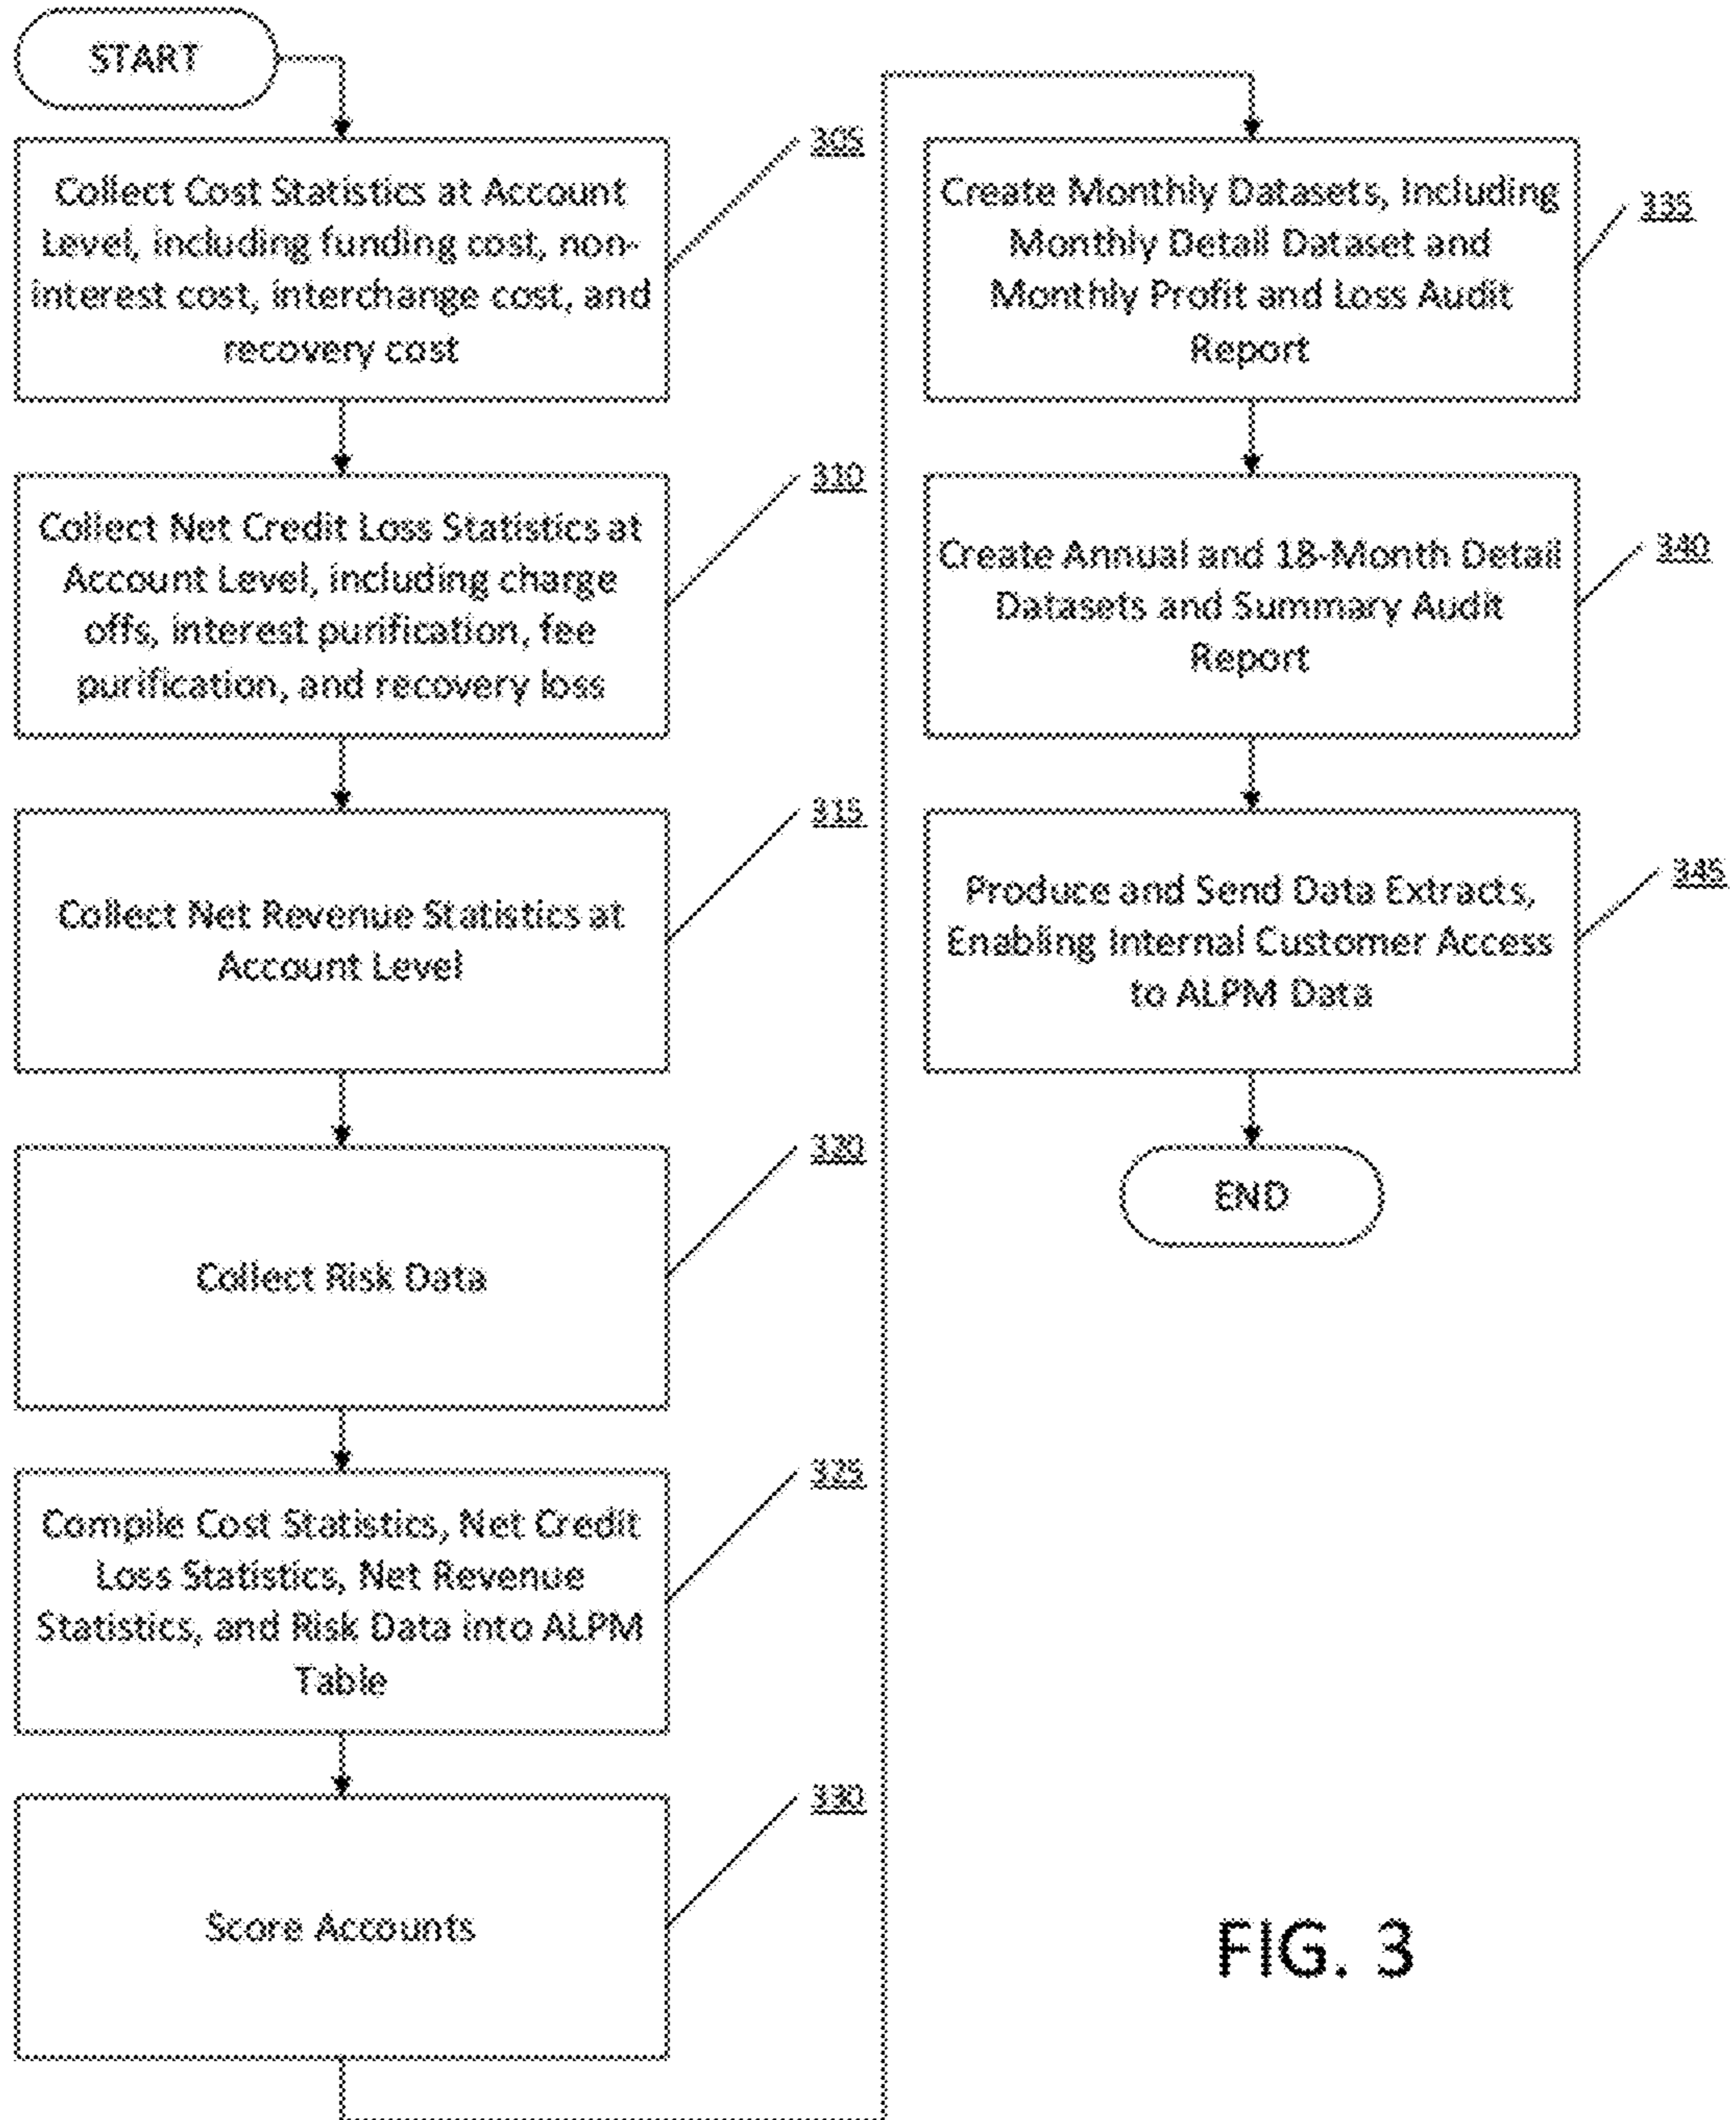 START
305
Collect Cost Statistics at Account
Level, including funding cost, non-
interest cost, interchange cost, and
recovery cost
310
Collect Net Credit Loss Statistics at
Account Level, including charge
offs, interest purification, fee
purification, and recovery loss
315
Collect Net Revenue Statistics at
Account Level
320
Collect Risk Data
325
Compile Cost Statistics, Net Credit
Loss Statistics, Net Revenue
Statistics, and Risk Data into ALPM
Table
330
Score Accounts
335
Create Monthly Datasets, Including
Monthly Detail Dataset and
Monthly Profit and Loss Audit
Report
340
Create Annual and 18-Month Detail
Datasets and Summary Audit
Report
345
Produce and Send Data Extracts,
Enabling Internal Customer Access
to ALPM Data
END
FIG. 3